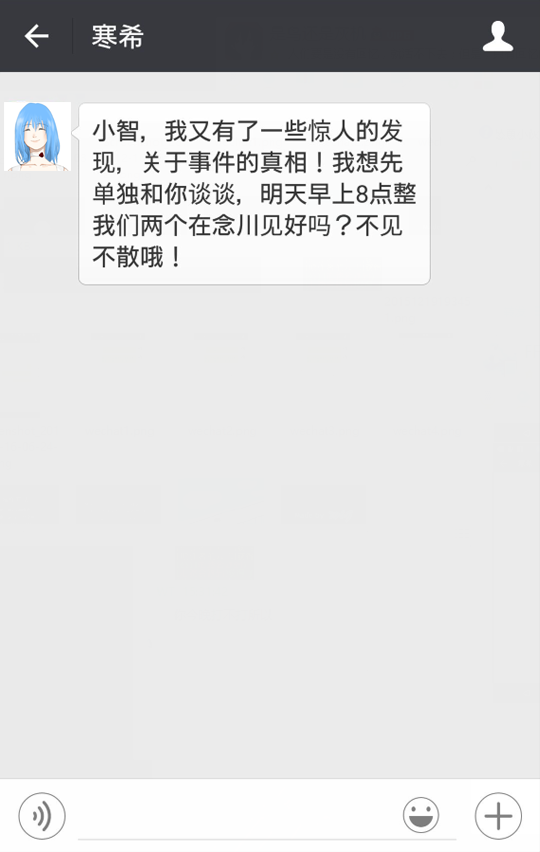 寒希
小智，我又有了一些惊人的发
现，关于事件的真相！我想先
单独和你谈谈，明天早上8点整
我们两个在念川见好吗？不见
不散哦！